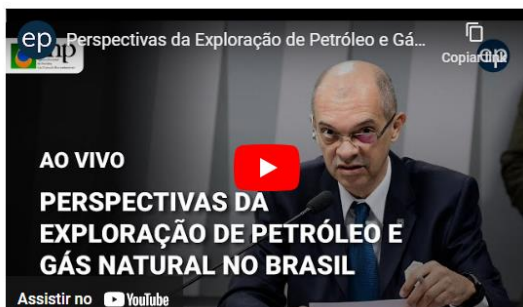 ep
Perspectivas da Exploração de Petróleo e Gá...
Copiar link
ep
AO VIVO
PERSPECTIVAS DA
EXPLORAÇÃO DE PETRÓLEO E
GÁS NATURAL NO BRASIL
Assistir no YouTube